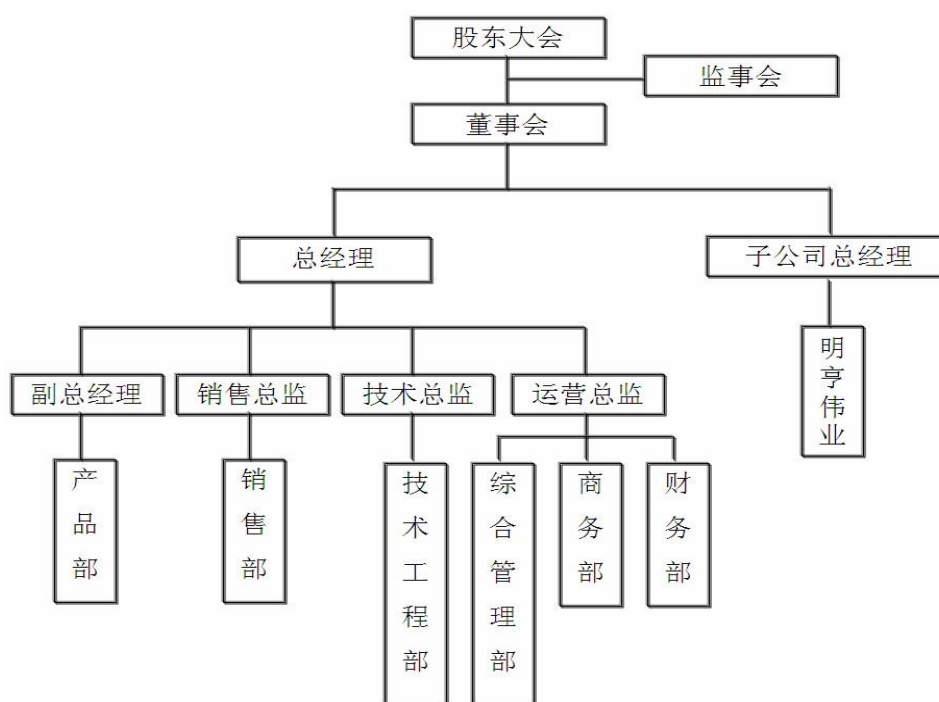 股东大会
监事会
董事会
总经理
子公司总经理
副总经理
销售总监
技术总监
运营总监
明亨伟业
产品部
销售部
技术工程部
综合管理部
商务部
财务部